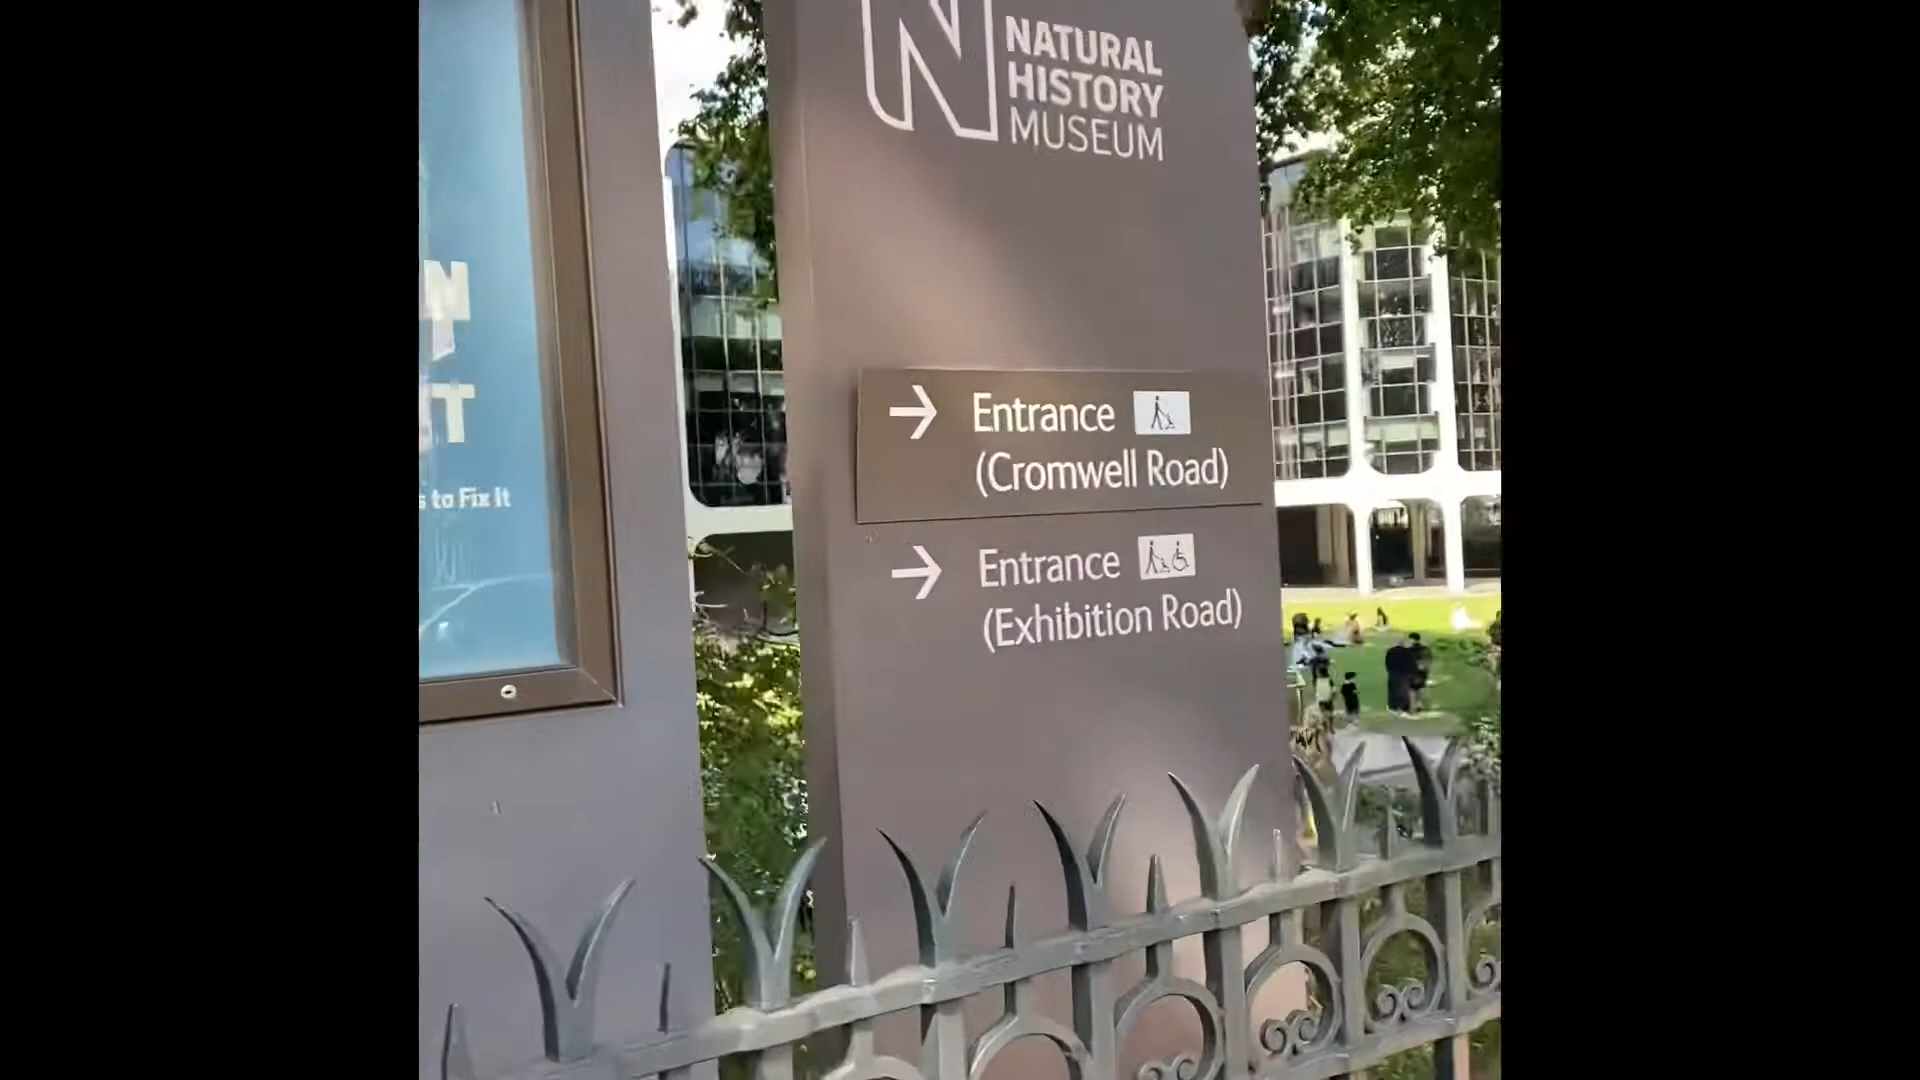 N
NATURAL
HISTORY
MUSEUM
→ Entrance
(Cromwell Road)
→ Entrance
(Exhibition Road)
N
T
to Fix It